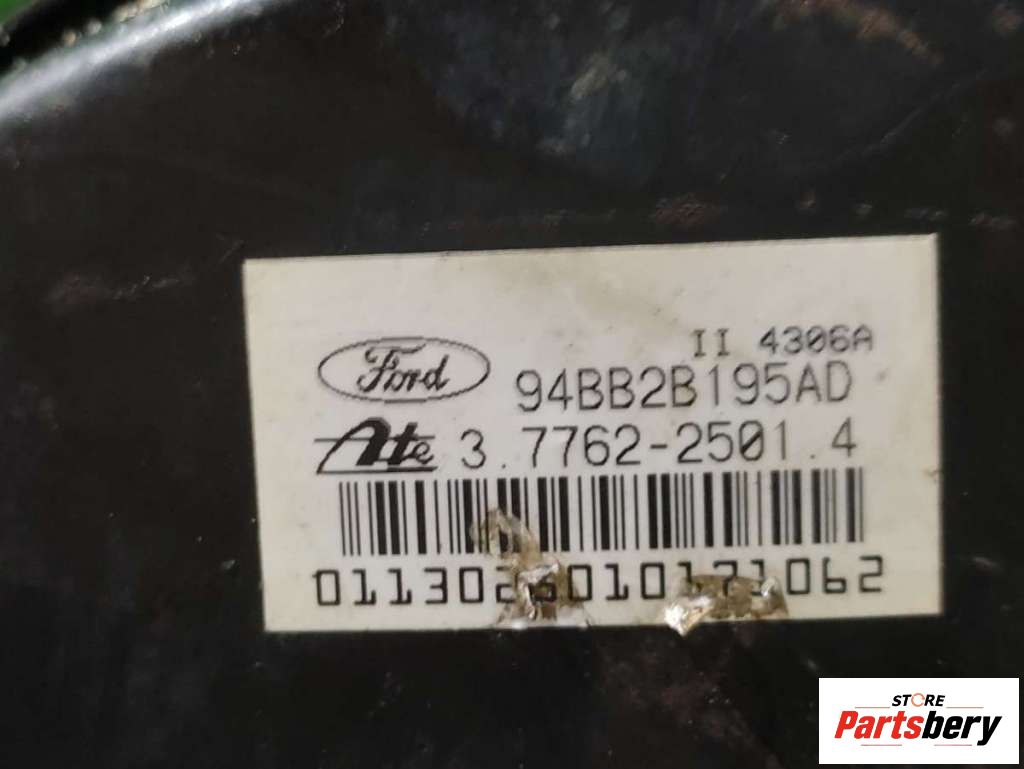 II 4306A
Ford 94BB2B195AD
Ate 3.7762-2501.4
STORE
Partsbery